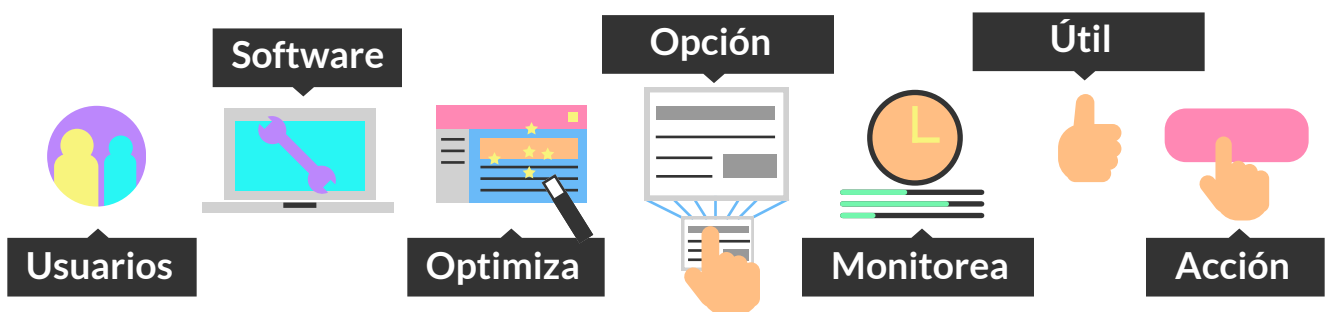 Usuarios
Software
Optimiza
Opción
Monitorea
Útil
Acción